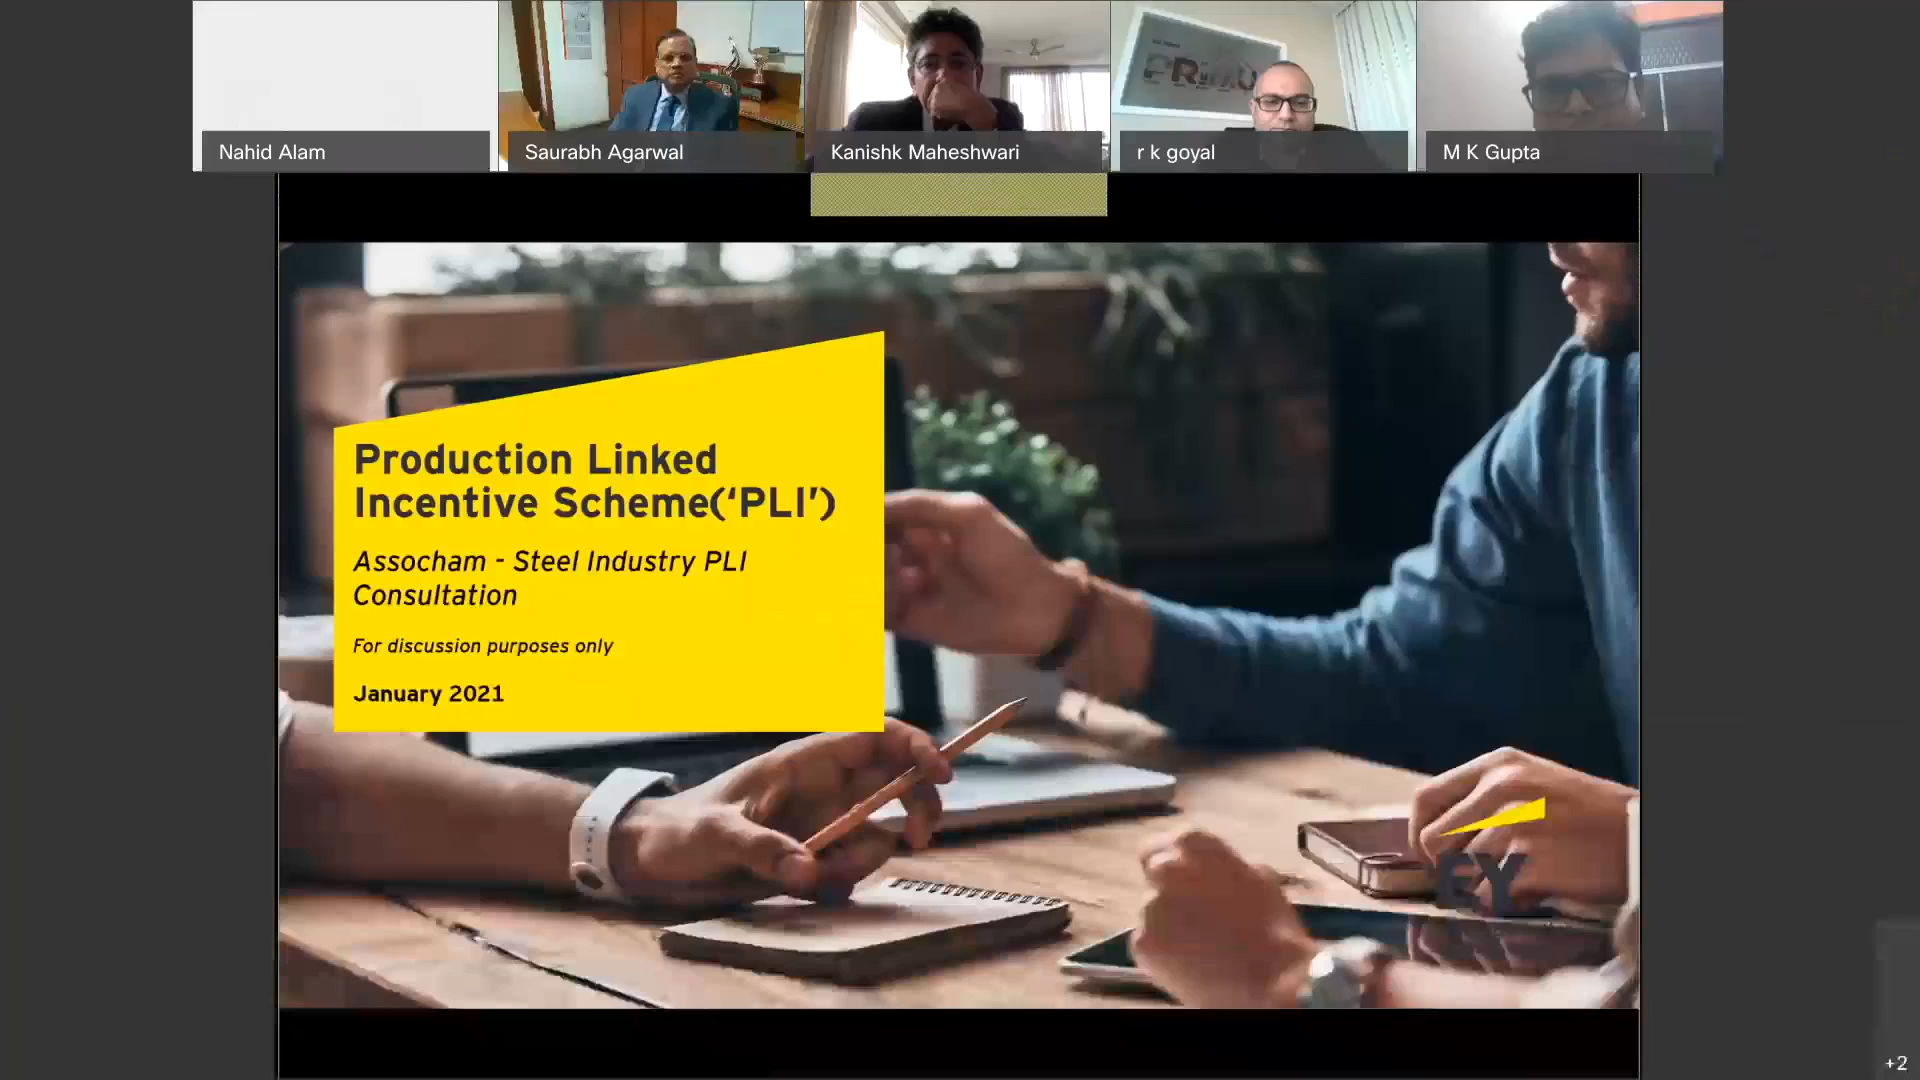 Nahid Alam
Saurabh Agarwal
Kanishk Maheshwari
r k goyal
M K Gupta
Production Linked
Incentive Scheme(‘PLI’)
Assocham - Steel Industry PLI
Consultation
For discussion purposes only
January 2021
EY
+2